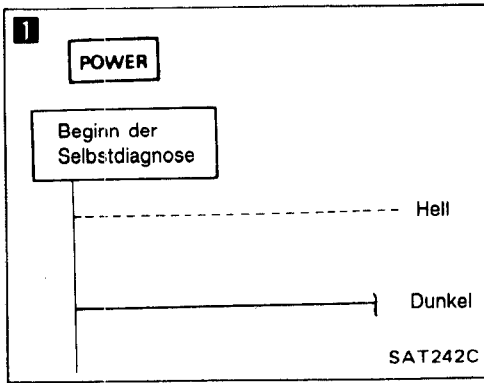 1
POWER
Beginn der
Selbstdiagnose
Hell
Dunkel
SAT242C